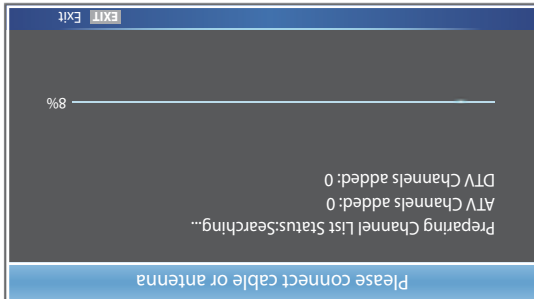 Please connect cable or antenna
Preparing Channel List Status:Searching...
ATV Channels added: 0
DTV Channels added: 0
8%
EXIT Exit